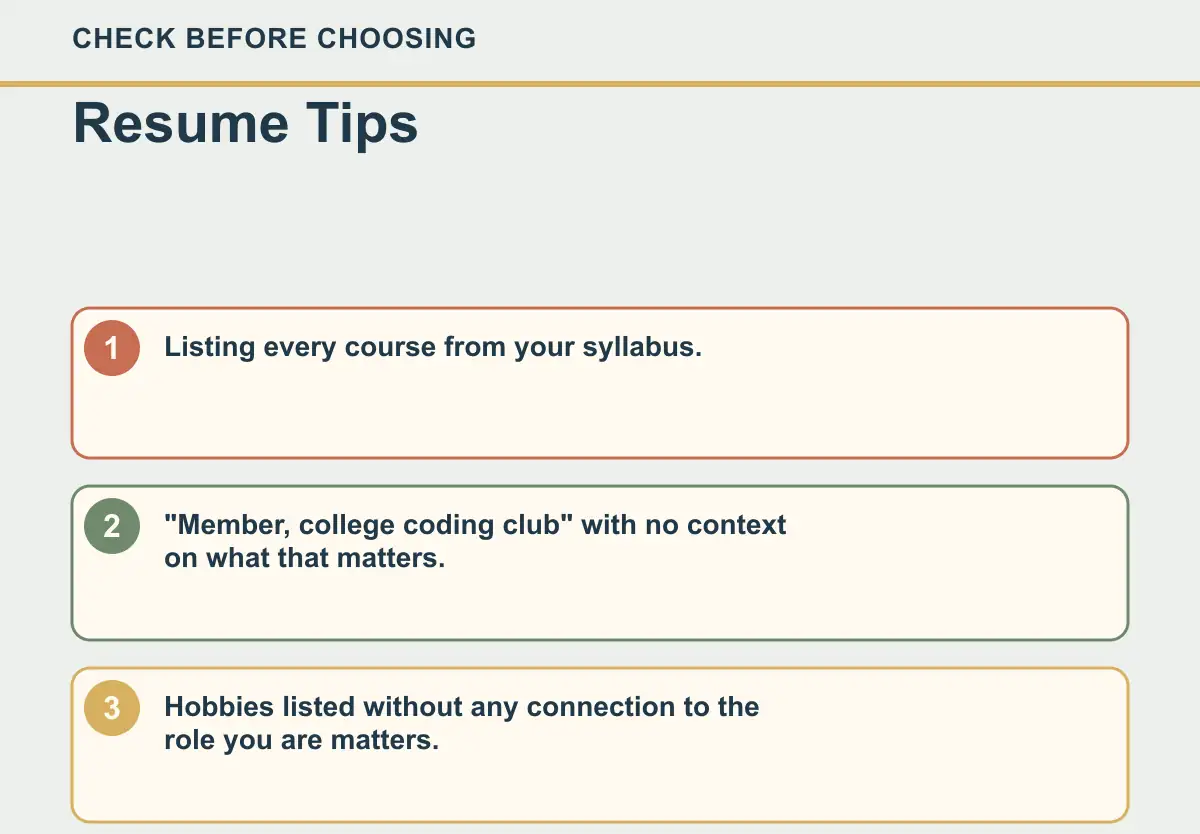 CHECK BEFORE CHOOSING
Resume Tips
1
Listing every course from your syllabus.
2
"Member, college coding club" with no context
on what that matters.
3
Hobbies listed without any connection to the
role you are matters.